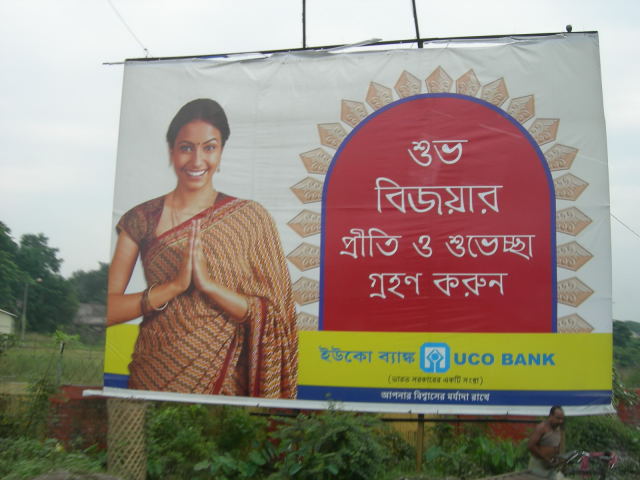 শুভ
বিজয়ার
প্রীতি ও শুভেচ্ছা
গ্রহণ করুন
ইউকো ব্যাঙ্ক UCO BANK
(ভারত সরকারের একটি সংস্থা)
আপনার বিশ্বাসের মর্যাদা রাখে